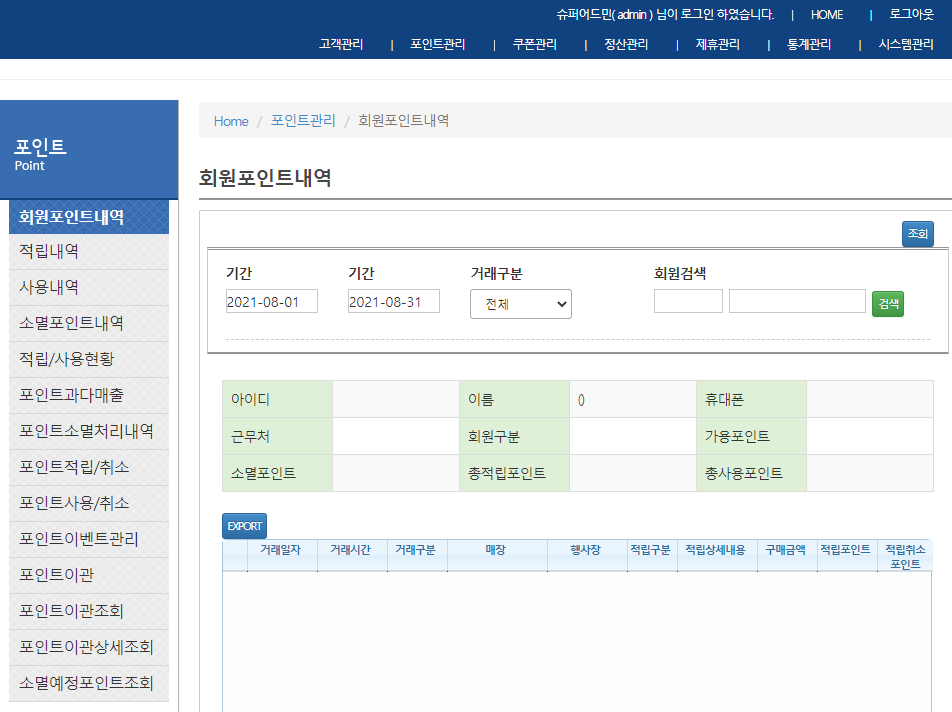 슈퍼어드민( admin ) 님이 로그인 하였습니다. | HOME | 로그아웃
고객관리 | 포인트관리 | 쿠폰관리 | 정산관리 | 제휴관리 | 통계관리 | 시스템관리
포인트
Point
회원포인트내역
적립내역
사용내역
소멸포인트내역
적립/사용현황
포인트과다매출
포인트소멸처리내역
포인트적립/취소
포인트사용/취소
포인트이벤트관리
포인트이관
포인트이관조회
포인트이관상세조회
소멸예정포인트조회
Home / 포인트관리 / 회원포인트내역
회원포인트내역
조회
기간 기간 거래구분 회원검색
2021-08-01 2021-08-31 전체 검색
아이디 이름 () 휴대폰
근무처 회원구분 가용포인트
소멸포인트 총적립포인트 총사용포인트
EXPORT
거래일자 거래시간 거래구분 매장 행사장 적립구분 적립상세내용 구매금액 적립포인트 적립취소
포인트